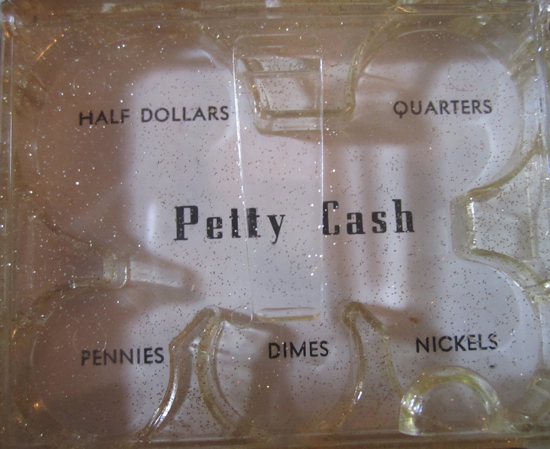 HALF DOLLARS QUARTERS
Petty Cash
PENNIES DIMES NICKELS